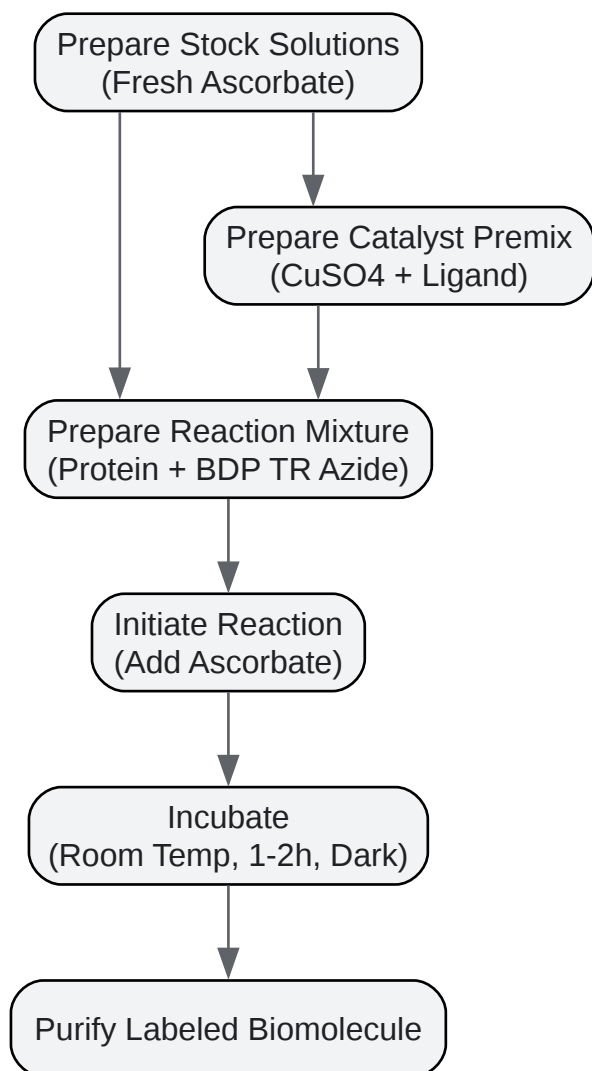 Prepare Stock Solutions
(Fresh Ascorbate)
Prepare Catalyst Premix
(CuSO4 + Ligand)
Prepare Reaction Mixture
(Protein + BDP TR Azide)
Initiate Reaction
(Add Ascorbate)
Incubate
(Room Temp, 1-2h, Dark)
Purify Labeled Biomolecule